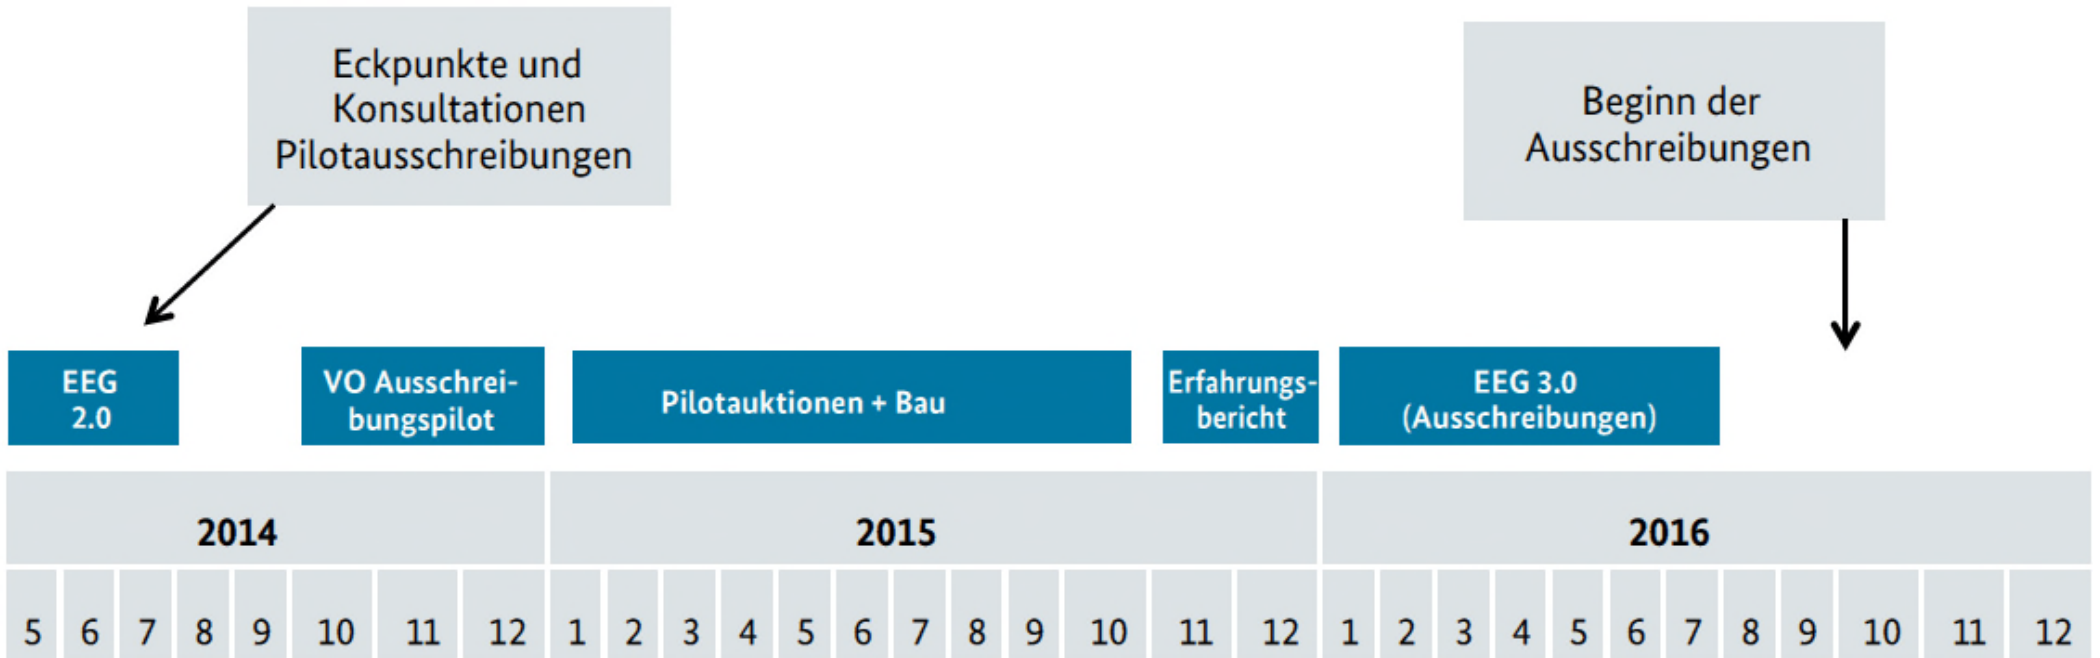 Eckpunkte und
Konsultationen
Pilotausschreibungen
Beginn der
Ausschreibungen
EEG
2.0
VO Ausschrei-
bungspilot
Pilotauktionen + Bau
Erfahrungs-
bericht
EEG 3.0
(Ausschreibungen)
2014 2015 2016
5 6 7 8 9 10 11 12 1 2 3 4 5 6 7 8 9 10 11 12 1 2 3 4 5 6 7 8 9 10 11 12